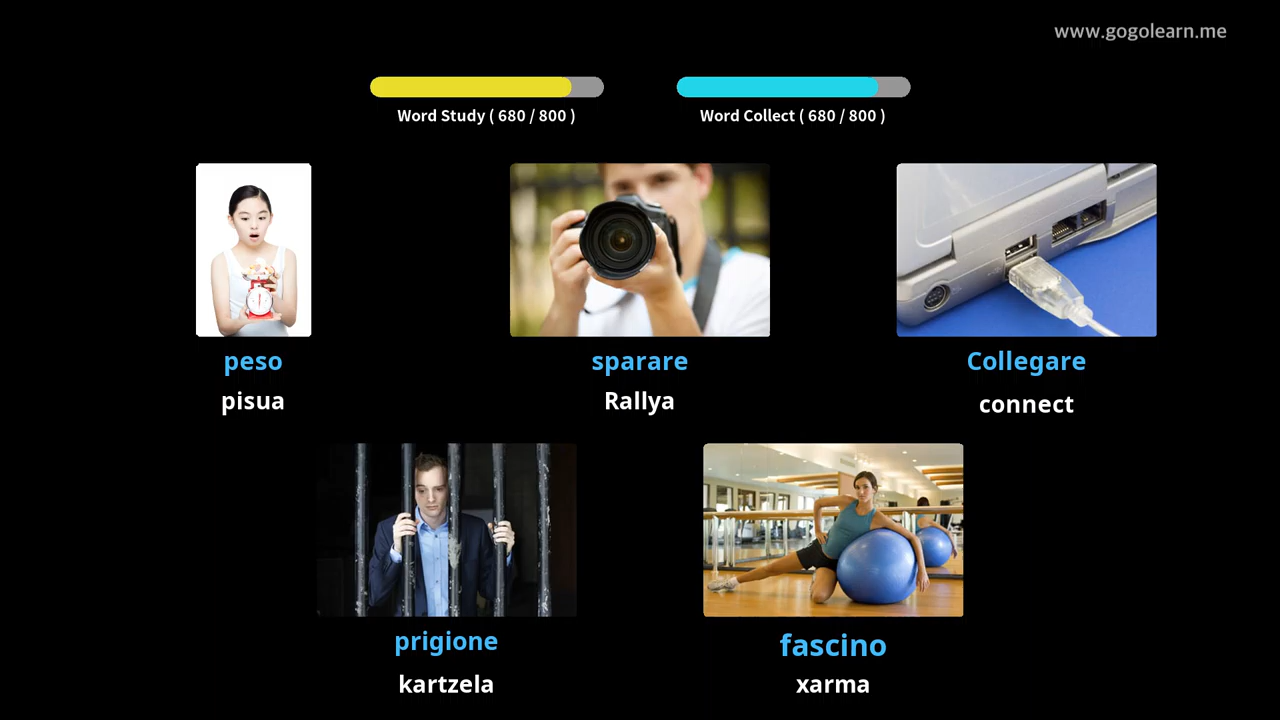 www.gogolearn.me
Word Study ( 680 / 800 )
Word Collect ( 680 / 800 )
peso
pisua
sparare
Rallya
Collegare
connect
prigione
kartzela
fascino
xarma